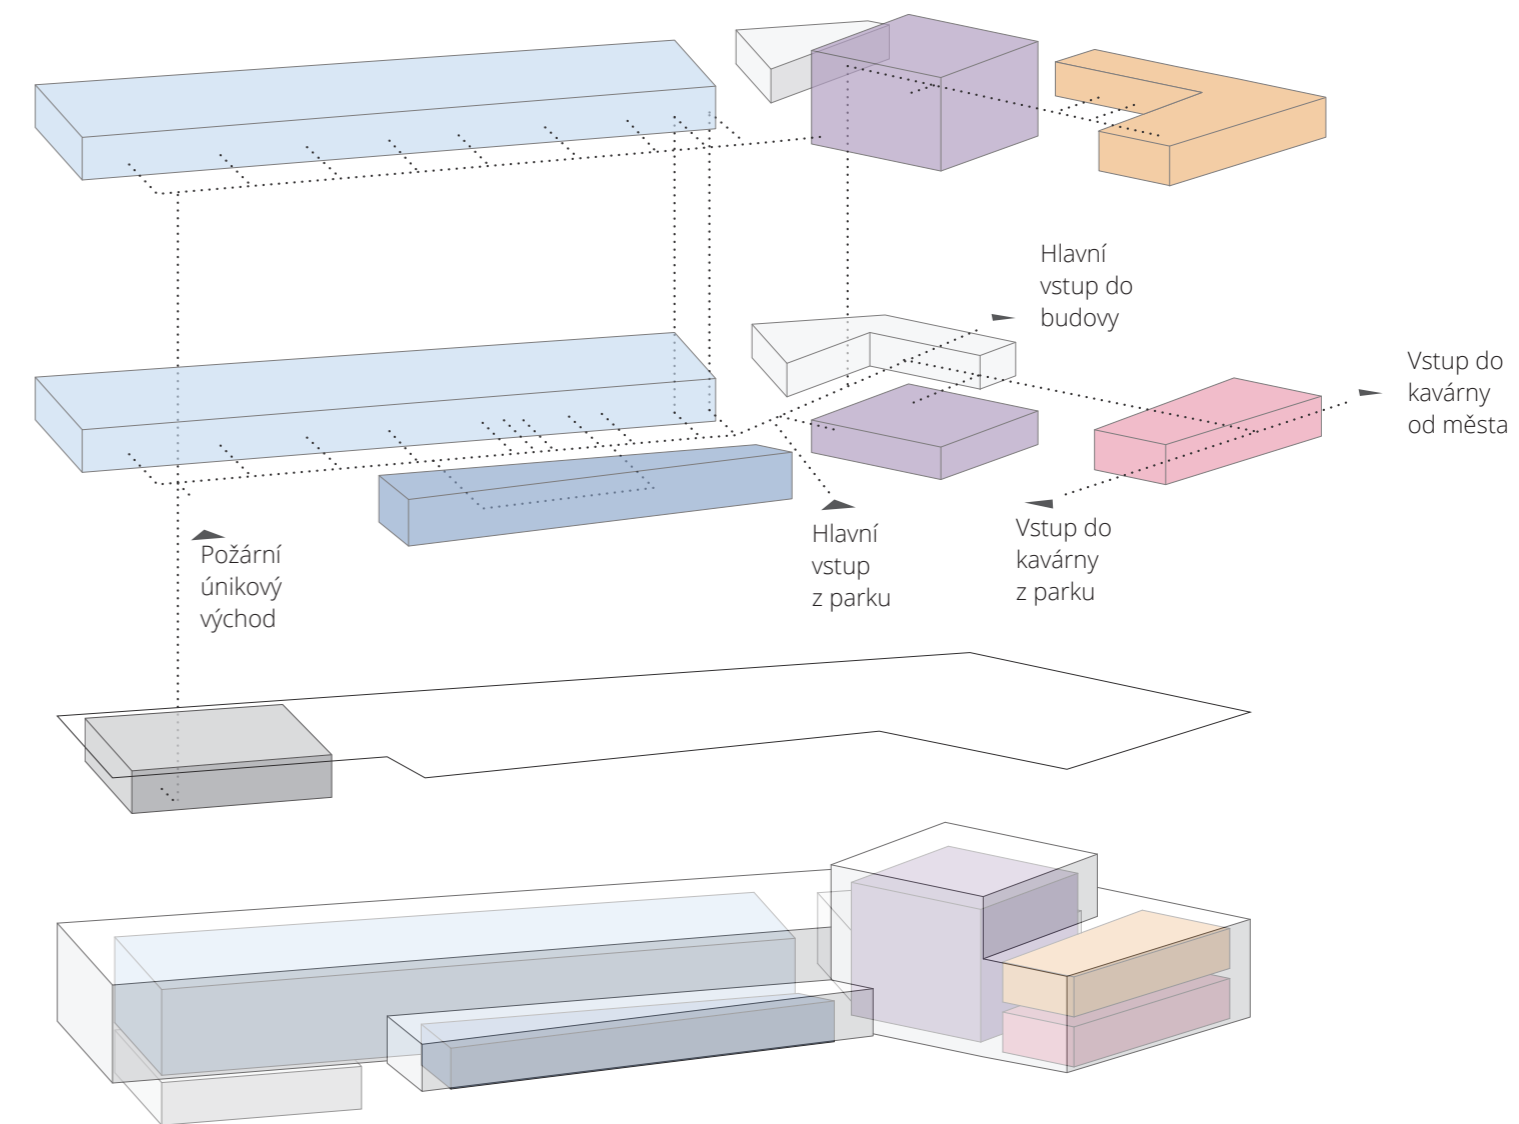 Hlavní
vstup do
budovy
Vstup do
kavárny
od města
Hlavní
vstup
z parku
Vstup do
kavárny
z parku
Požární
únikový
východ